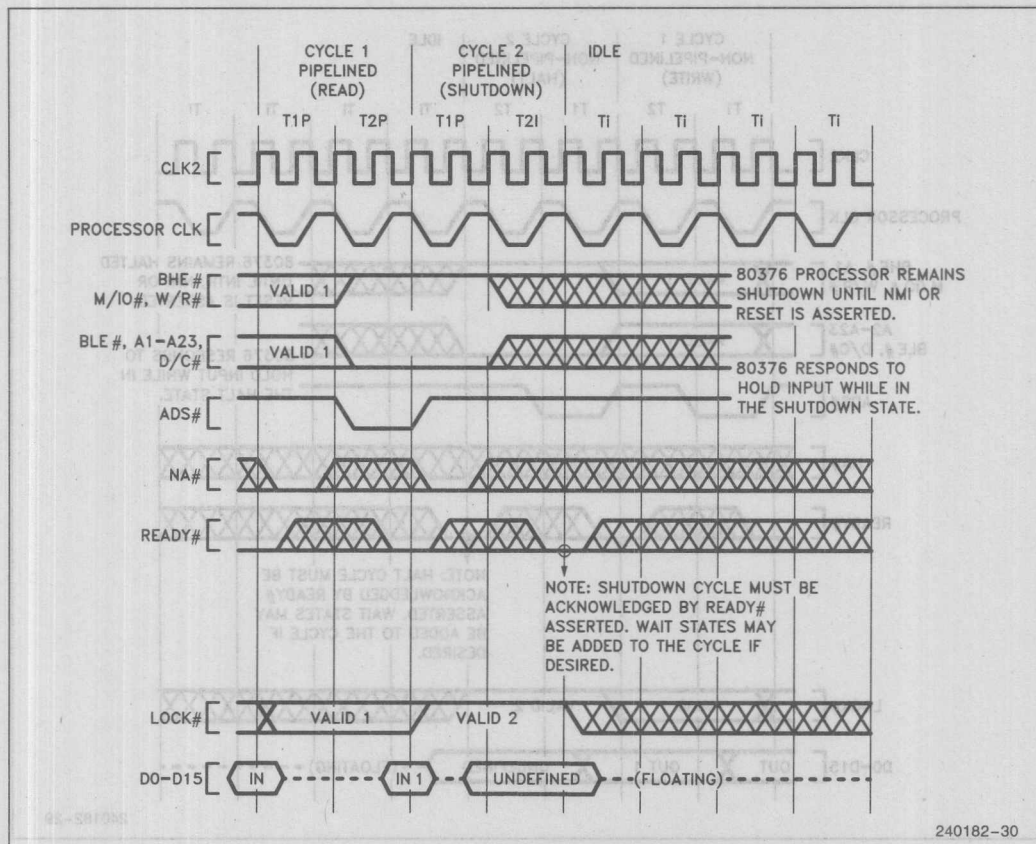 CYCLE 1
PIPELINED
(READ)
CYCLE 2
PIPELINED
(SHUTDOWN)
IDLE
T1P
T2P
T1P
T2I
Ti
Ti
Ti
Ti
CLK2
PROCESSOR CLK
BHE#
M/IO#, W/R#
VALID 1
80376 PROCESSOR REMAINS
SHUTDOWN UNTIL NMI OR
RESET IS ASSERTED.
BLE #, A1-A23,
D/C#
VALID 1
80376 RESPONDS TO
HOLD INPUT WHILE IN
THE SHUTDOWN STATE.
ADS#
NA#
READY#
NOTE: SHUTDOWN CYCLE MUST BE
ACKNOWLEDGED BY READY#
ASSERTED. WAIT STATES MAY
BE ADDED TO THE CYCLE IF
DESIRED.
LOCK#
VALID 1
VALID 2
D0-D15
IN
IN 1
UNDEFINED
(FLOATING)
240182-30